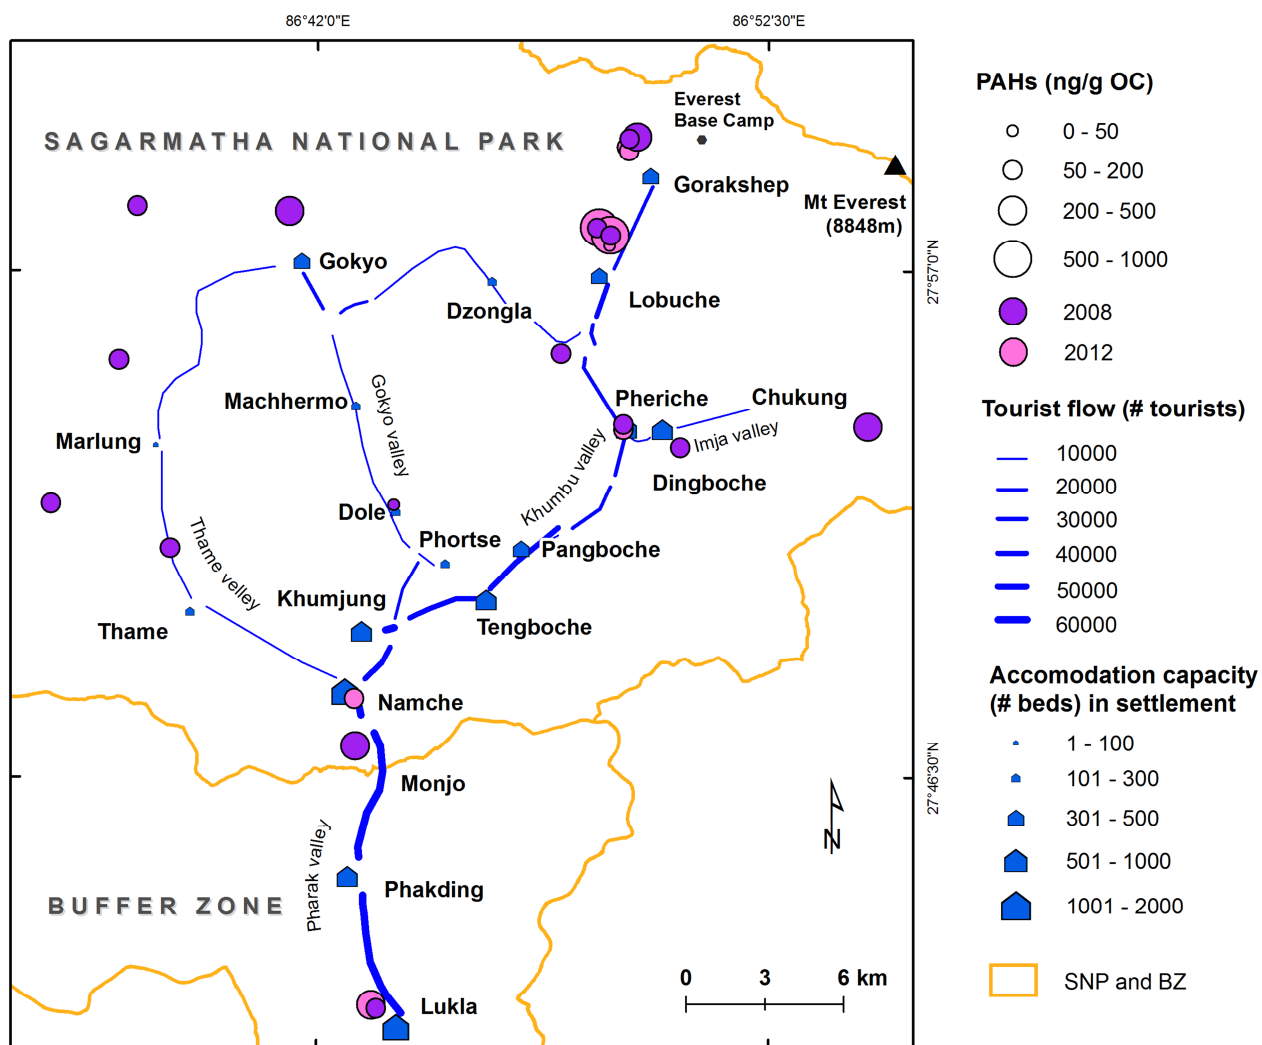 86°42'0"E
86°52'30"E
SAGARMATHA NATIONAL PARK
Everest
Base Camp
Gorakshep
Mt Everest
(8848m)
27°57'0"N
Gokyo
Dzongla
Lobuche
Machhermo
Gokyo valley
Pheriche
Chukung
Marlung
Imja valley
Khumbu valley
Dingboche
Dole
Thame velley
Phortse
Pangboche
Khumjung
Thame
Tengboche
Namche
Monjo
27°46'30"N
N
Pharak valley
Phakding
BUFFER ZONE
0 3 6 km
Lukla
PAHs (ng/g OC)
0 - 50
50 - 200
200 - 500
500 - 1000
2008
2012
Tourist flow (# tourists)
10000
20000
30000
40000
50000
60000
Accomodation capacity
(# beds) in settlement
1 - 100
101 - 300
301 - 500
501 - 1000
1001 - 2000
SNP and BZ